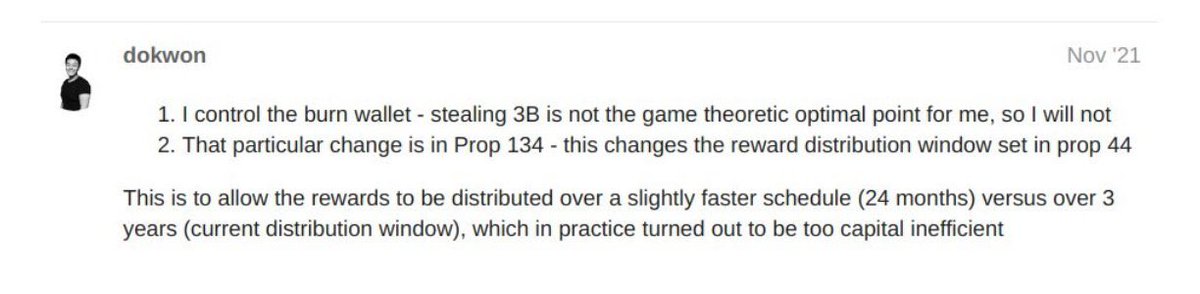 dokwon
Nov '21
1. I control the burn wallet - stealing 3B is not the game theoretic optimal point for me, so I will not
2. That particular change is in Prop 134 - this changes the reward distribution window set in prop 44
This is to allow the rewards to be distributed over a slightly faster schedule (24 months) versus over 3
years (current distribution window), which in practice turned out to be too capital inefficient